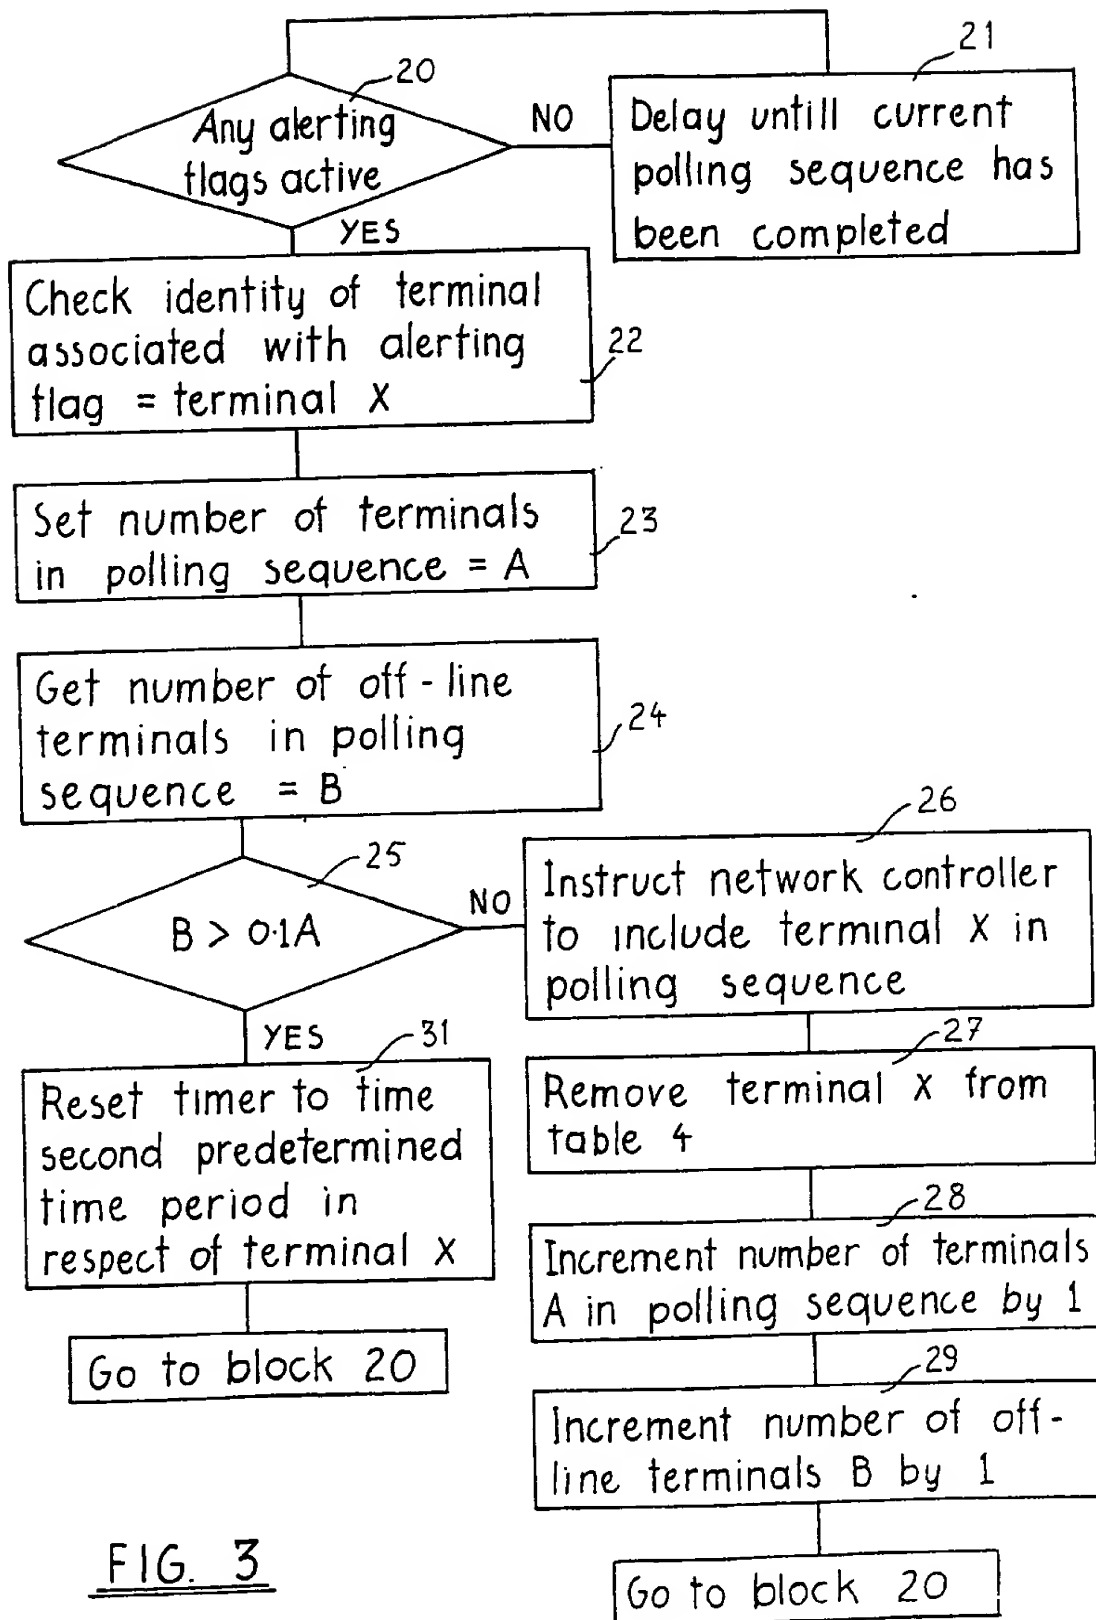 20
Any alerting
flags active
NO
YES
21
Delay untill current
polling sequence has
been completed
Check identity of terminal
associated with alerting
flag = terminal X
22
Set number of terminals
in polling sequence = A
23
Get number of off-line
terminals in polling
sequence = B
24
25
B > 0.1A
NO
YES
26
Instruct network controller
to include terminal X in
polling sequence
27
Remove terminal X from
table 4
28
Increment number of terminals
A in polling sequence by 1
29
Increment number of off-
line terminals B by 1
Go to block 20
31
Reset timer to time
second predetermined
time period in
respect of terminal X
Go to block 20
FIG. 3